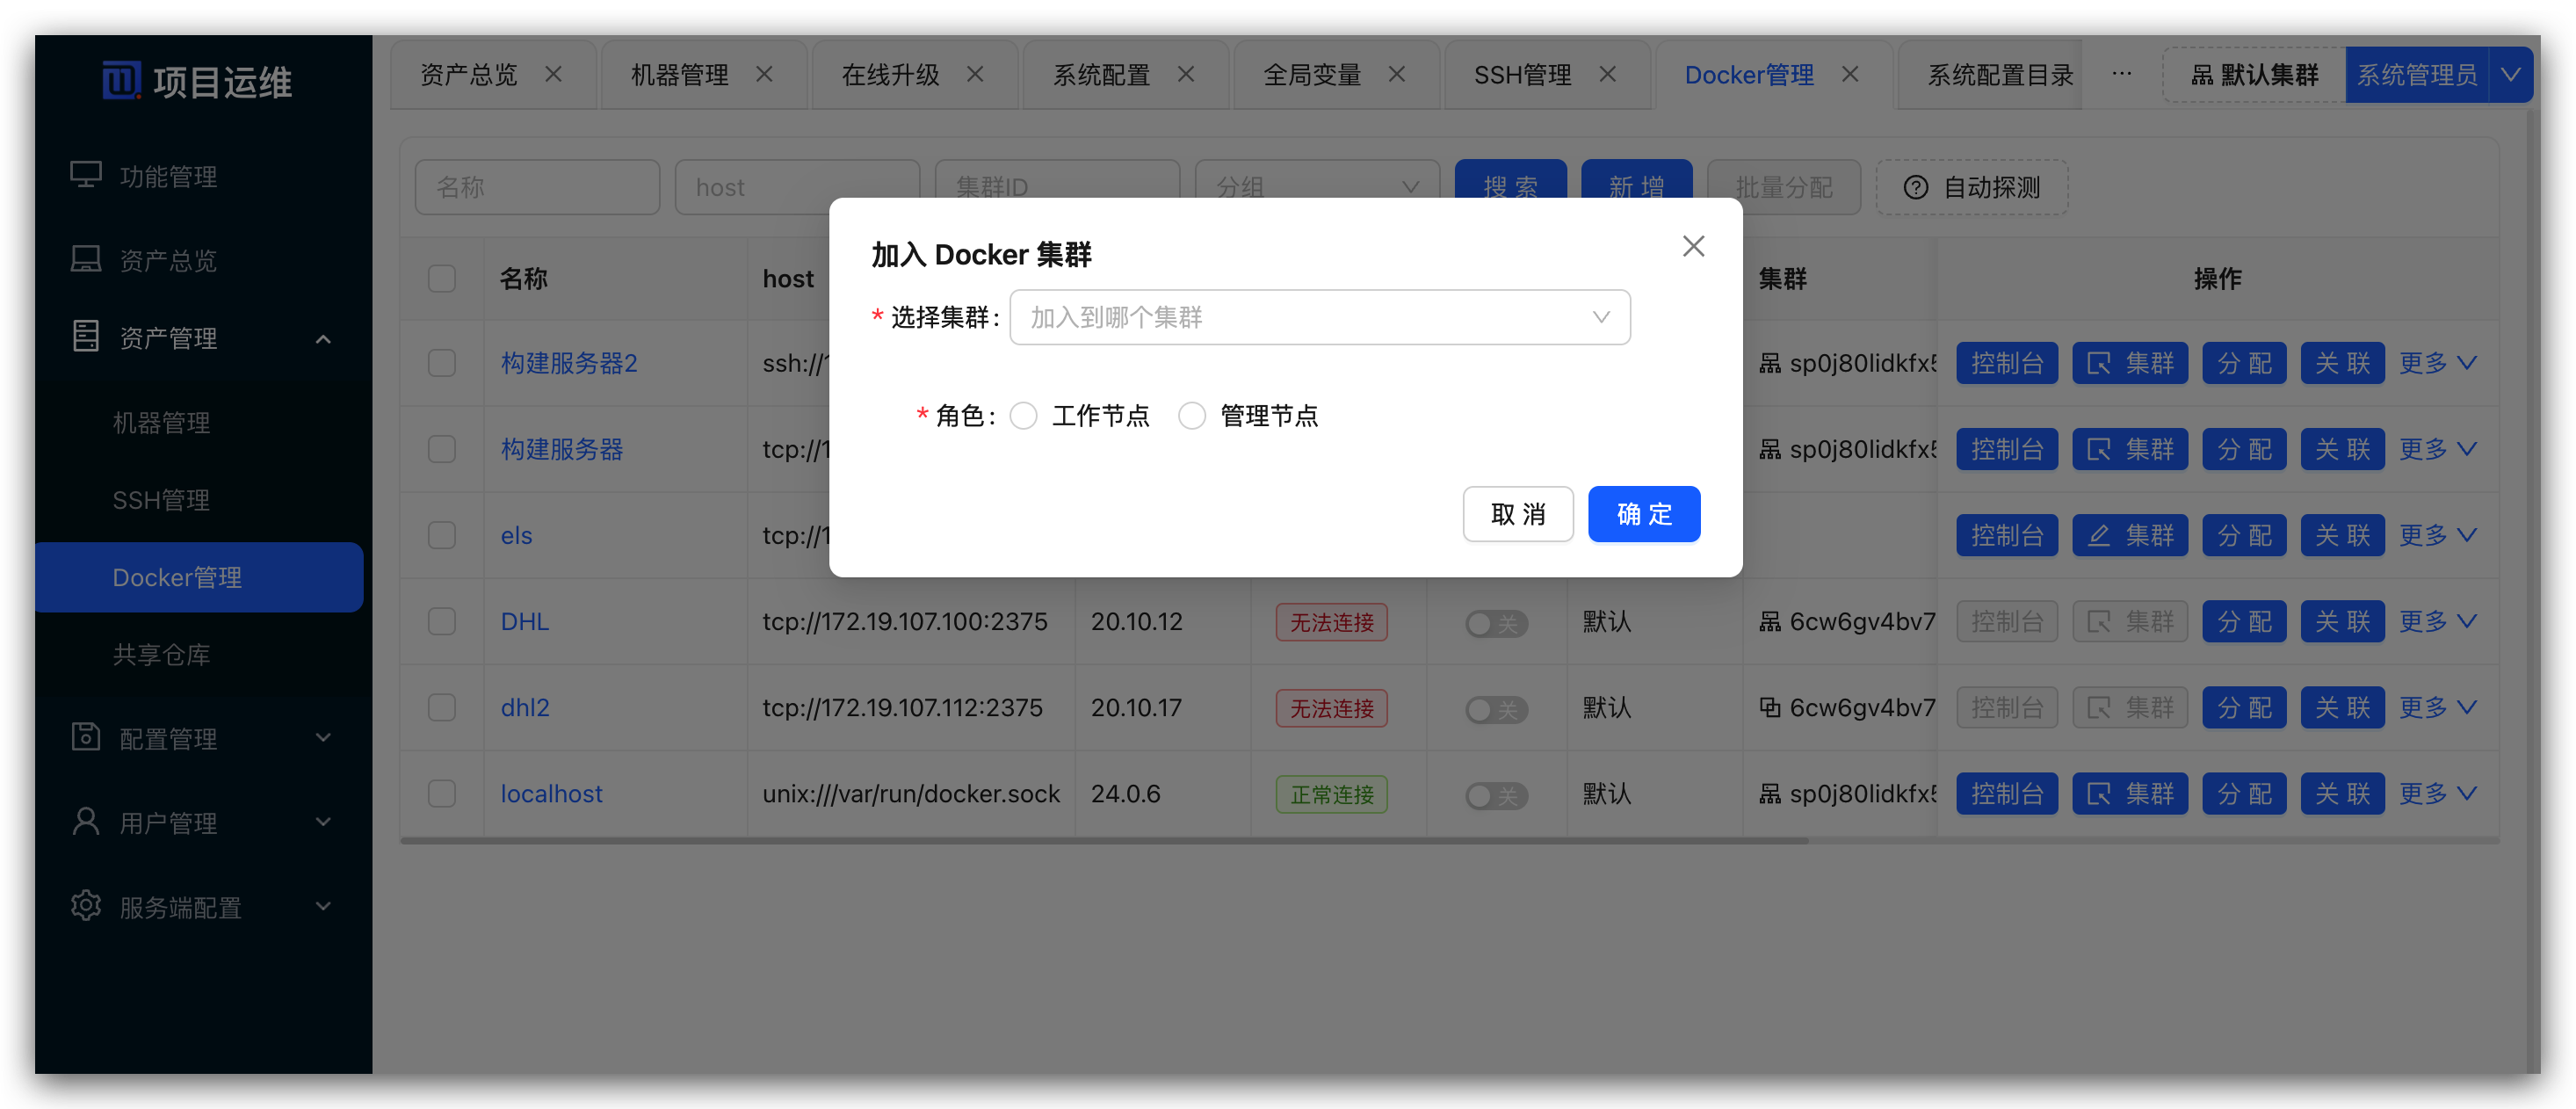 项目运维
资产总览
机器管理
在线升级
系统配置
全局变量
SSH管理
Docker管理
系统配置目录
···
默认集群
系统管理员
功能管理
资产总览
资产管理
机器管理
SSH管理
Docker管理
共享仓库
配置管理
用户管理
服务端配置
名称
host
集群ID
分组
搜 索
新 增
批量分配
自动探测
加入 Docker 集群
* 选择集群:
加入到哪个集群
* 角色:
工作节点
管理节点
取 消
确 定
名称 host 集群 操作
构建服务器2 ssh://1 sp0j80lidkfx5 控制台 集群 分 配 关 联 更多
构建服务器 tcp://1 sp0j80lidkfx5 控制台 集群 分 配 关 联 更多
els tcp://1 控制台 集群 分 配 关 联 更多
DHL tcp://172.19.107.100:2375 20.10.12 无法连接 关 默认 6cw6gv4bv7 控制台 集群 分 配 关 联 更多
dhl2 tcp://172.19.107.112:2375 20.10.17 无法连接 关 默认 6cw6gv4bv7 控制台 集群 分 配 关 联 更多
localhost unix:///var/run/docker.sock 24.0.6 正常连接 关 默认 sp0j80lidkfx5 控制台 集群 分 配 关 联 更多